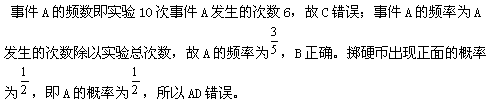 事件A的频数即实验10次事件A发生的次数6，故C错误；事件A的频率为A
发生的次数除以实验总次数，故A的频率为3/5，B正确。掷硬币出现正面的概率
为1/2，即A的概率为1/2，所以AD错误。